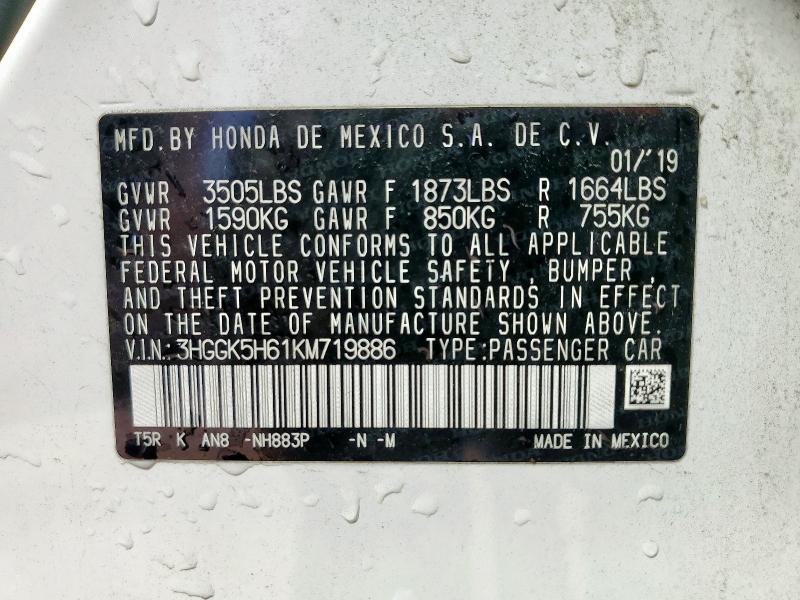 MFD.BY HONDA DE MEXICO S.A. DE C.V.
01/'19
GVWR 3505LBS GAWR F 1873LBS R 1664LBS
GVWR 1590KG GAWR F 850KG R 755KG
THIS VEHICLE CONFORMS TO ALL APPLICABLE
FEDERAL MOTOR VEHICLE SAFETY, BUMPER,
AND THEFT PREVENTION STANDARDS IN EFFECT
ON THE DATE OF MANUFACTURE SHOWN ABOVE.
V.I.N.:3HGGK5H61KM719886 TYPE:PASSENGER CAR
T5R K AN8 -NH883P -N -M MADE IN MEXICO